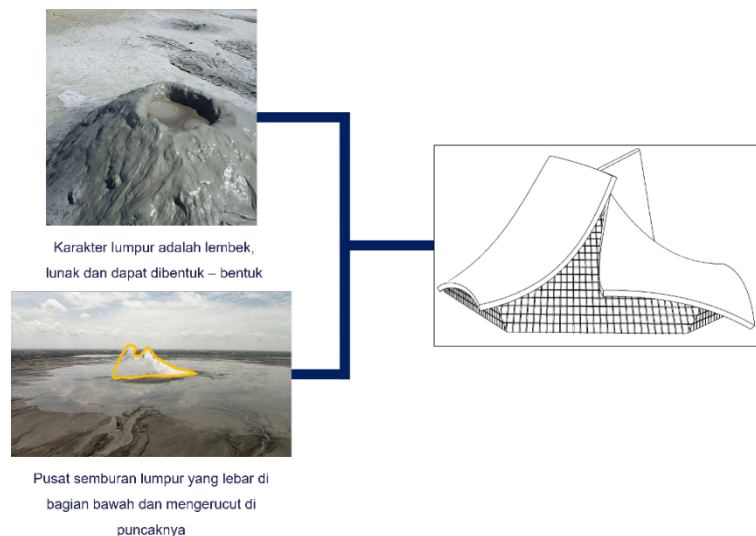 Karakter lumpur adalah lembek,
lunak dan dapat dibentuk – bentuk
Pusat semburan lumpur yang lebar di
bagian bawah dan mengerucut di
puncaknya